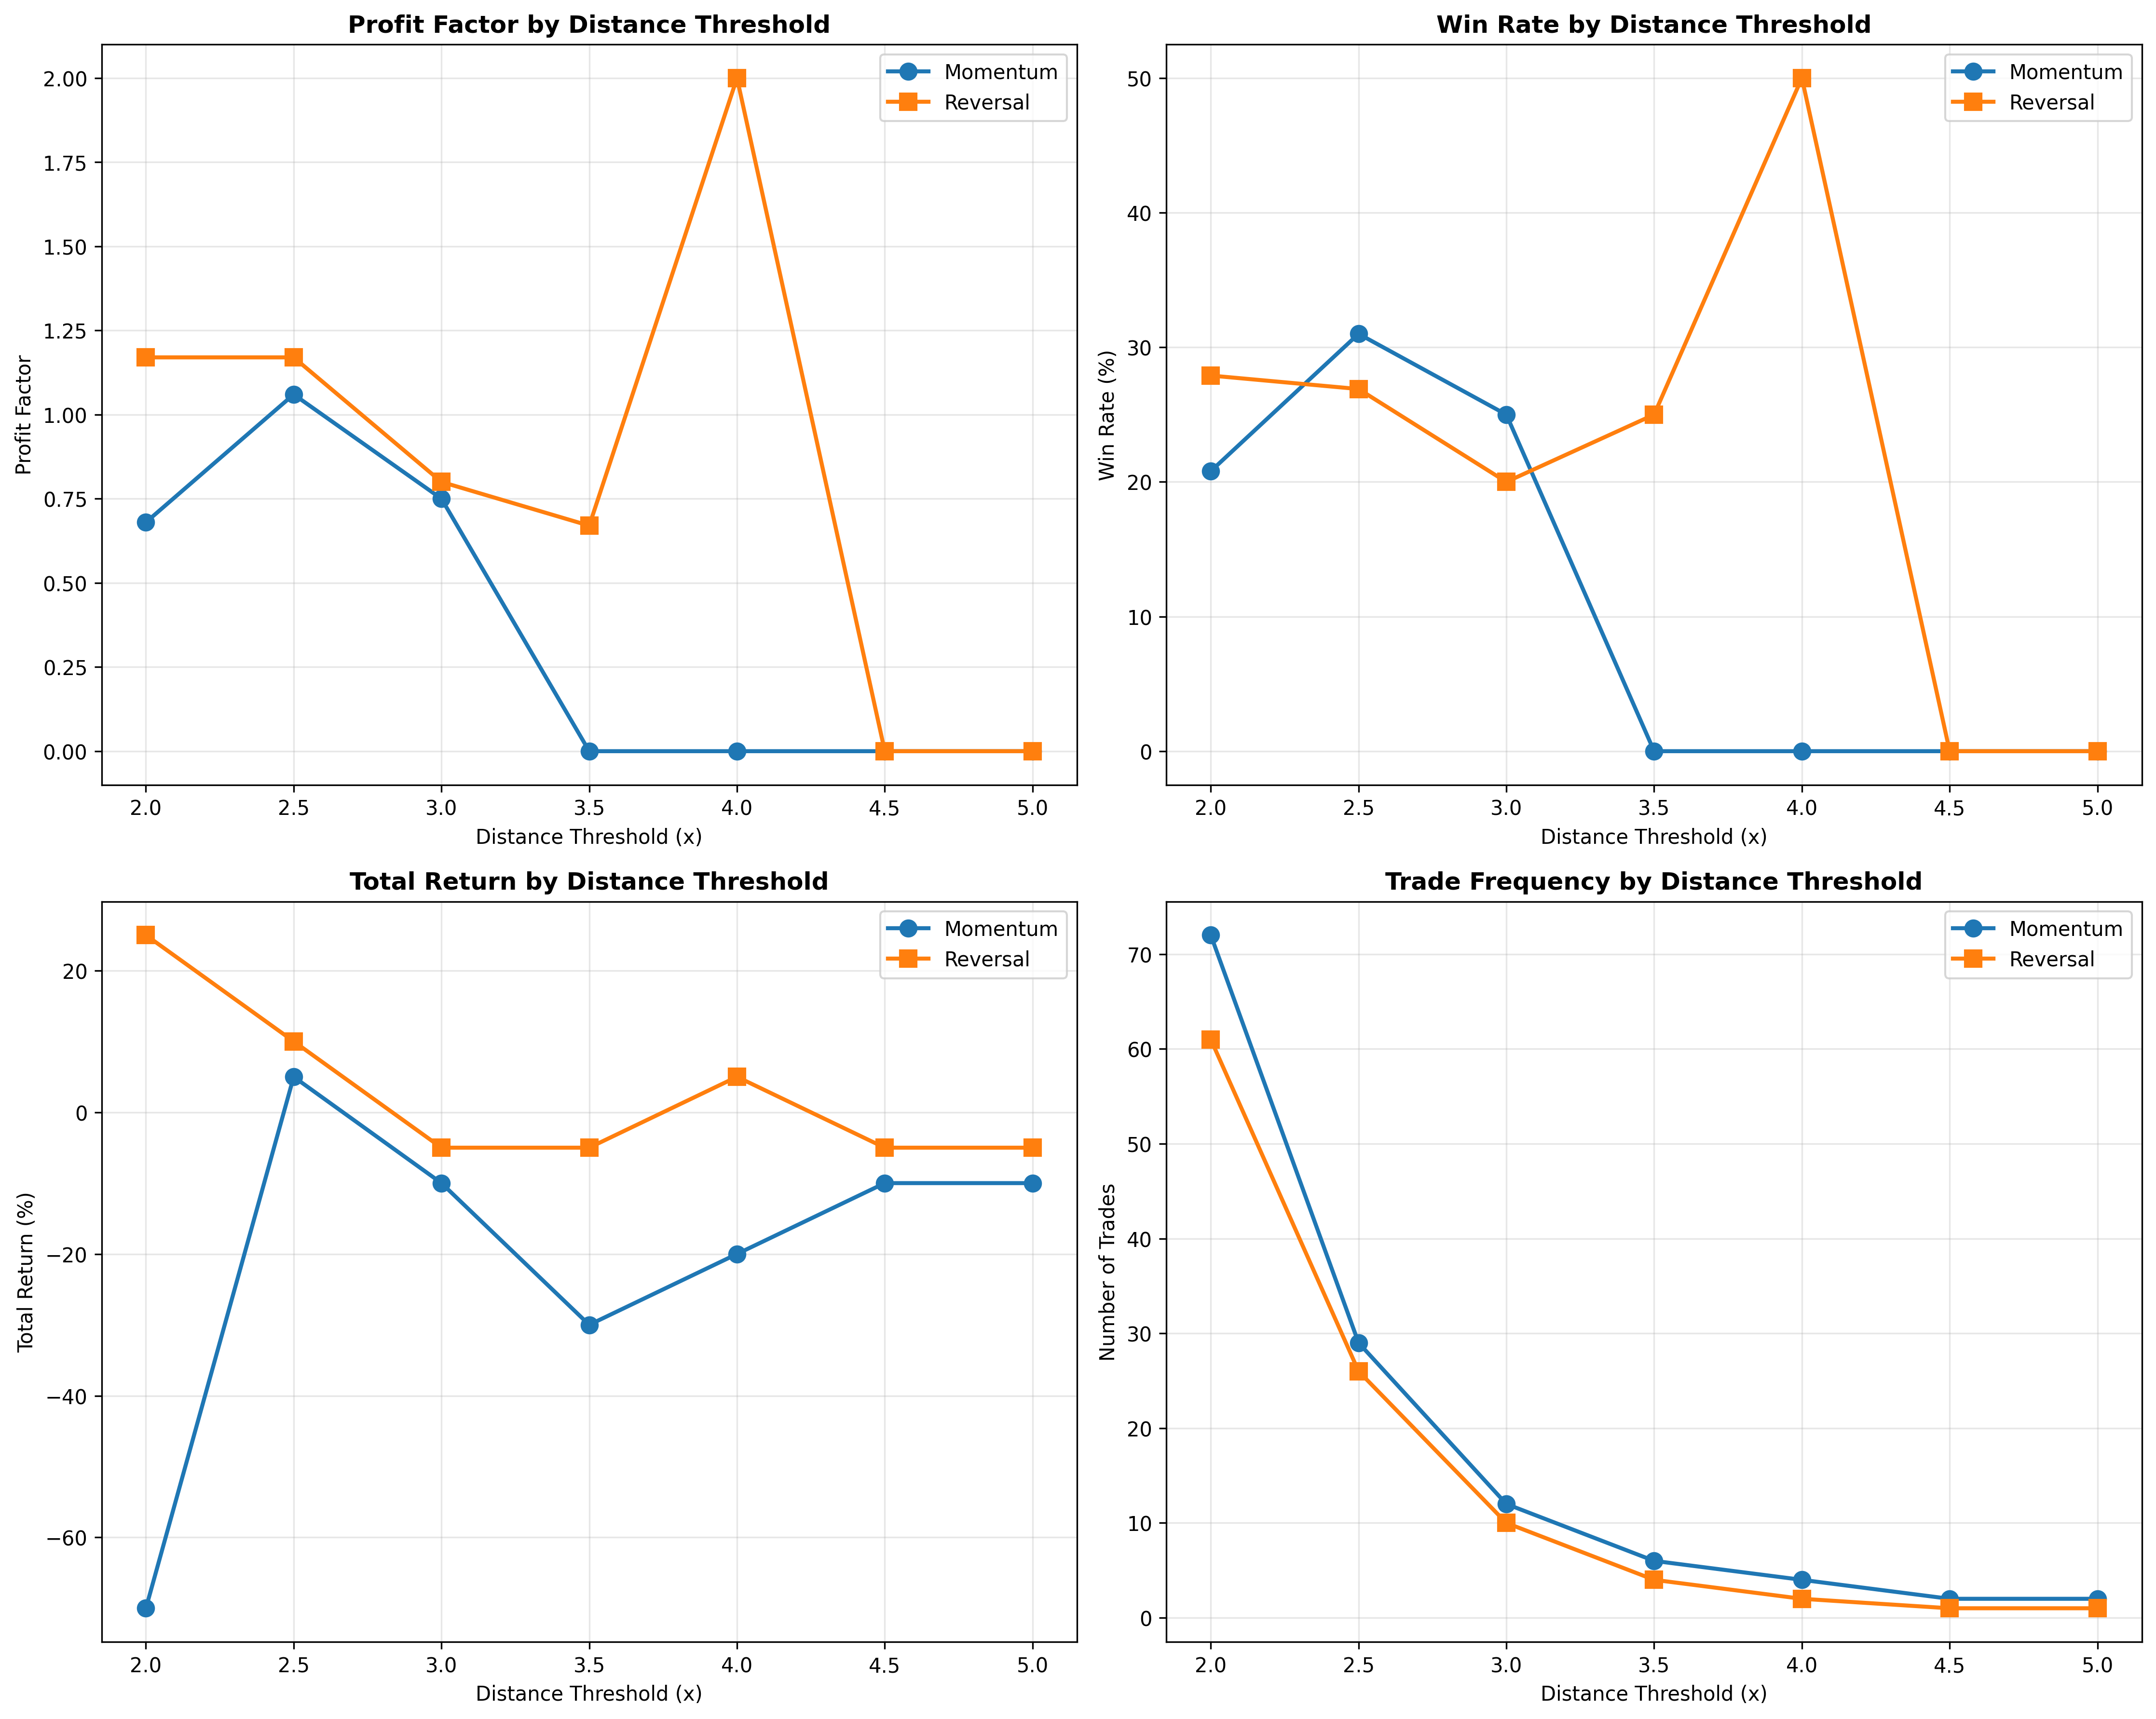 Profit Factor by Distance Threshold
Momentum
Reversal
2.00
1.75
1.50
1.25
1.00
0.75
0.50
0.25
0.00
Profit Factor
2.0 2.5 3.0 3.5 4.0 4.5 5.0
Distance Threshold (x)
Win Rate by Distance Threshold
Momentum
Reversal
50
40
30
20
10
0
Win Rate (%)
2.0 2.5 3.0 3.5 4.0 4.5 5.0
Distance Threshold (x)
Total Return by Distance Threshold
Momentum
Reversal
20
0
−20
−40
−60
Total Return (%)
2.0 2.5 3.0 3.5 4.0 4.5 5.0
Distance Threshold (x)
Trade Frequency by Distance Threshold
Momentum
Reversal
70
60
50
40
30
20
10
0
Number of Trades
2.0 2.5 3.0 3.5 4.0 4.5 5.0
Distance Threshold (x)